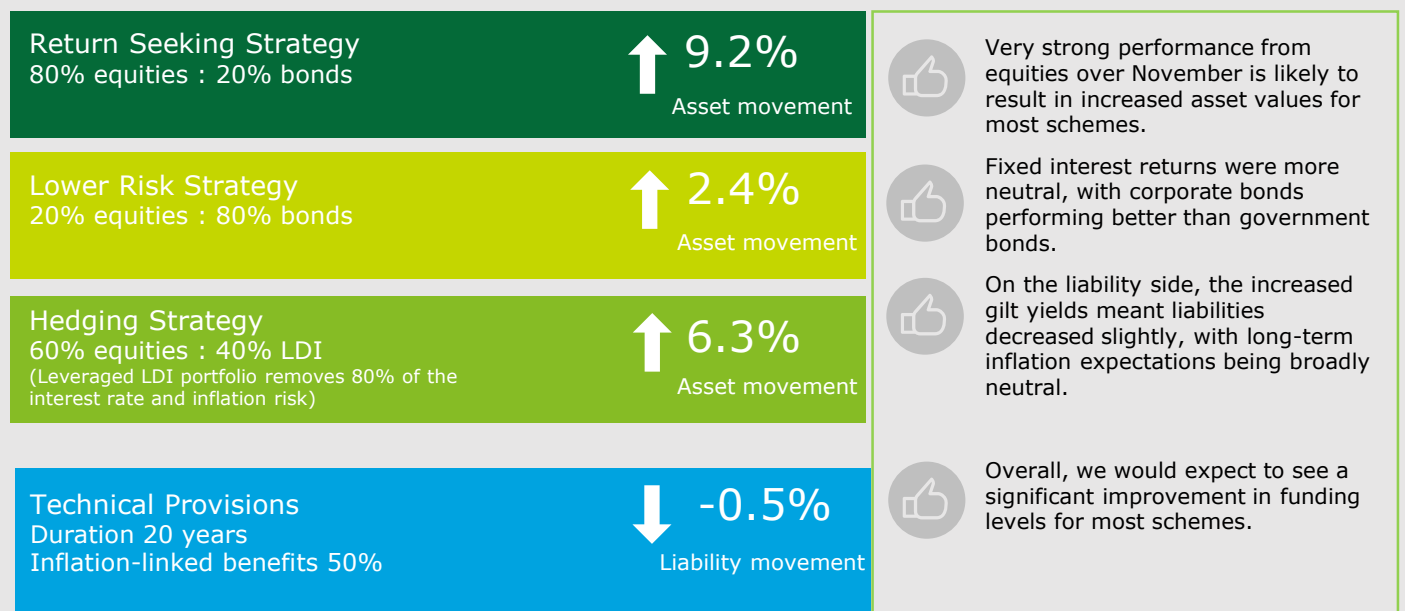 Return Seeking Strategy
80% equities : 20% bonds
9.2%
Asset movement
Lower Risk Strategy
20% equities : 80% bonds
2.4%
Asset movement
Hedging Strategy
60% equities : 40% LDI
(Leveraged LDI portfolio removes 80% of the
interest rate and inflation risk)
6.3%
Asset movement
Technical Provisions
Duration 20 years
Inflation-linked benefits 50%
-0.5%
Liability movement
Very strong performance from
equities over November is likely to
result in increased asset values for
most schemes.
Fixed interest returns were more
neutral, with corporate bonds
performing better than government
bonds.
On the liability side, the increased
gilt yields meant liabilities
decreased slightly, with long-term
inflation expectations being broadly
neutral.
Overall, we would expect to see a
significant improvement in funding
levels for most schemes.